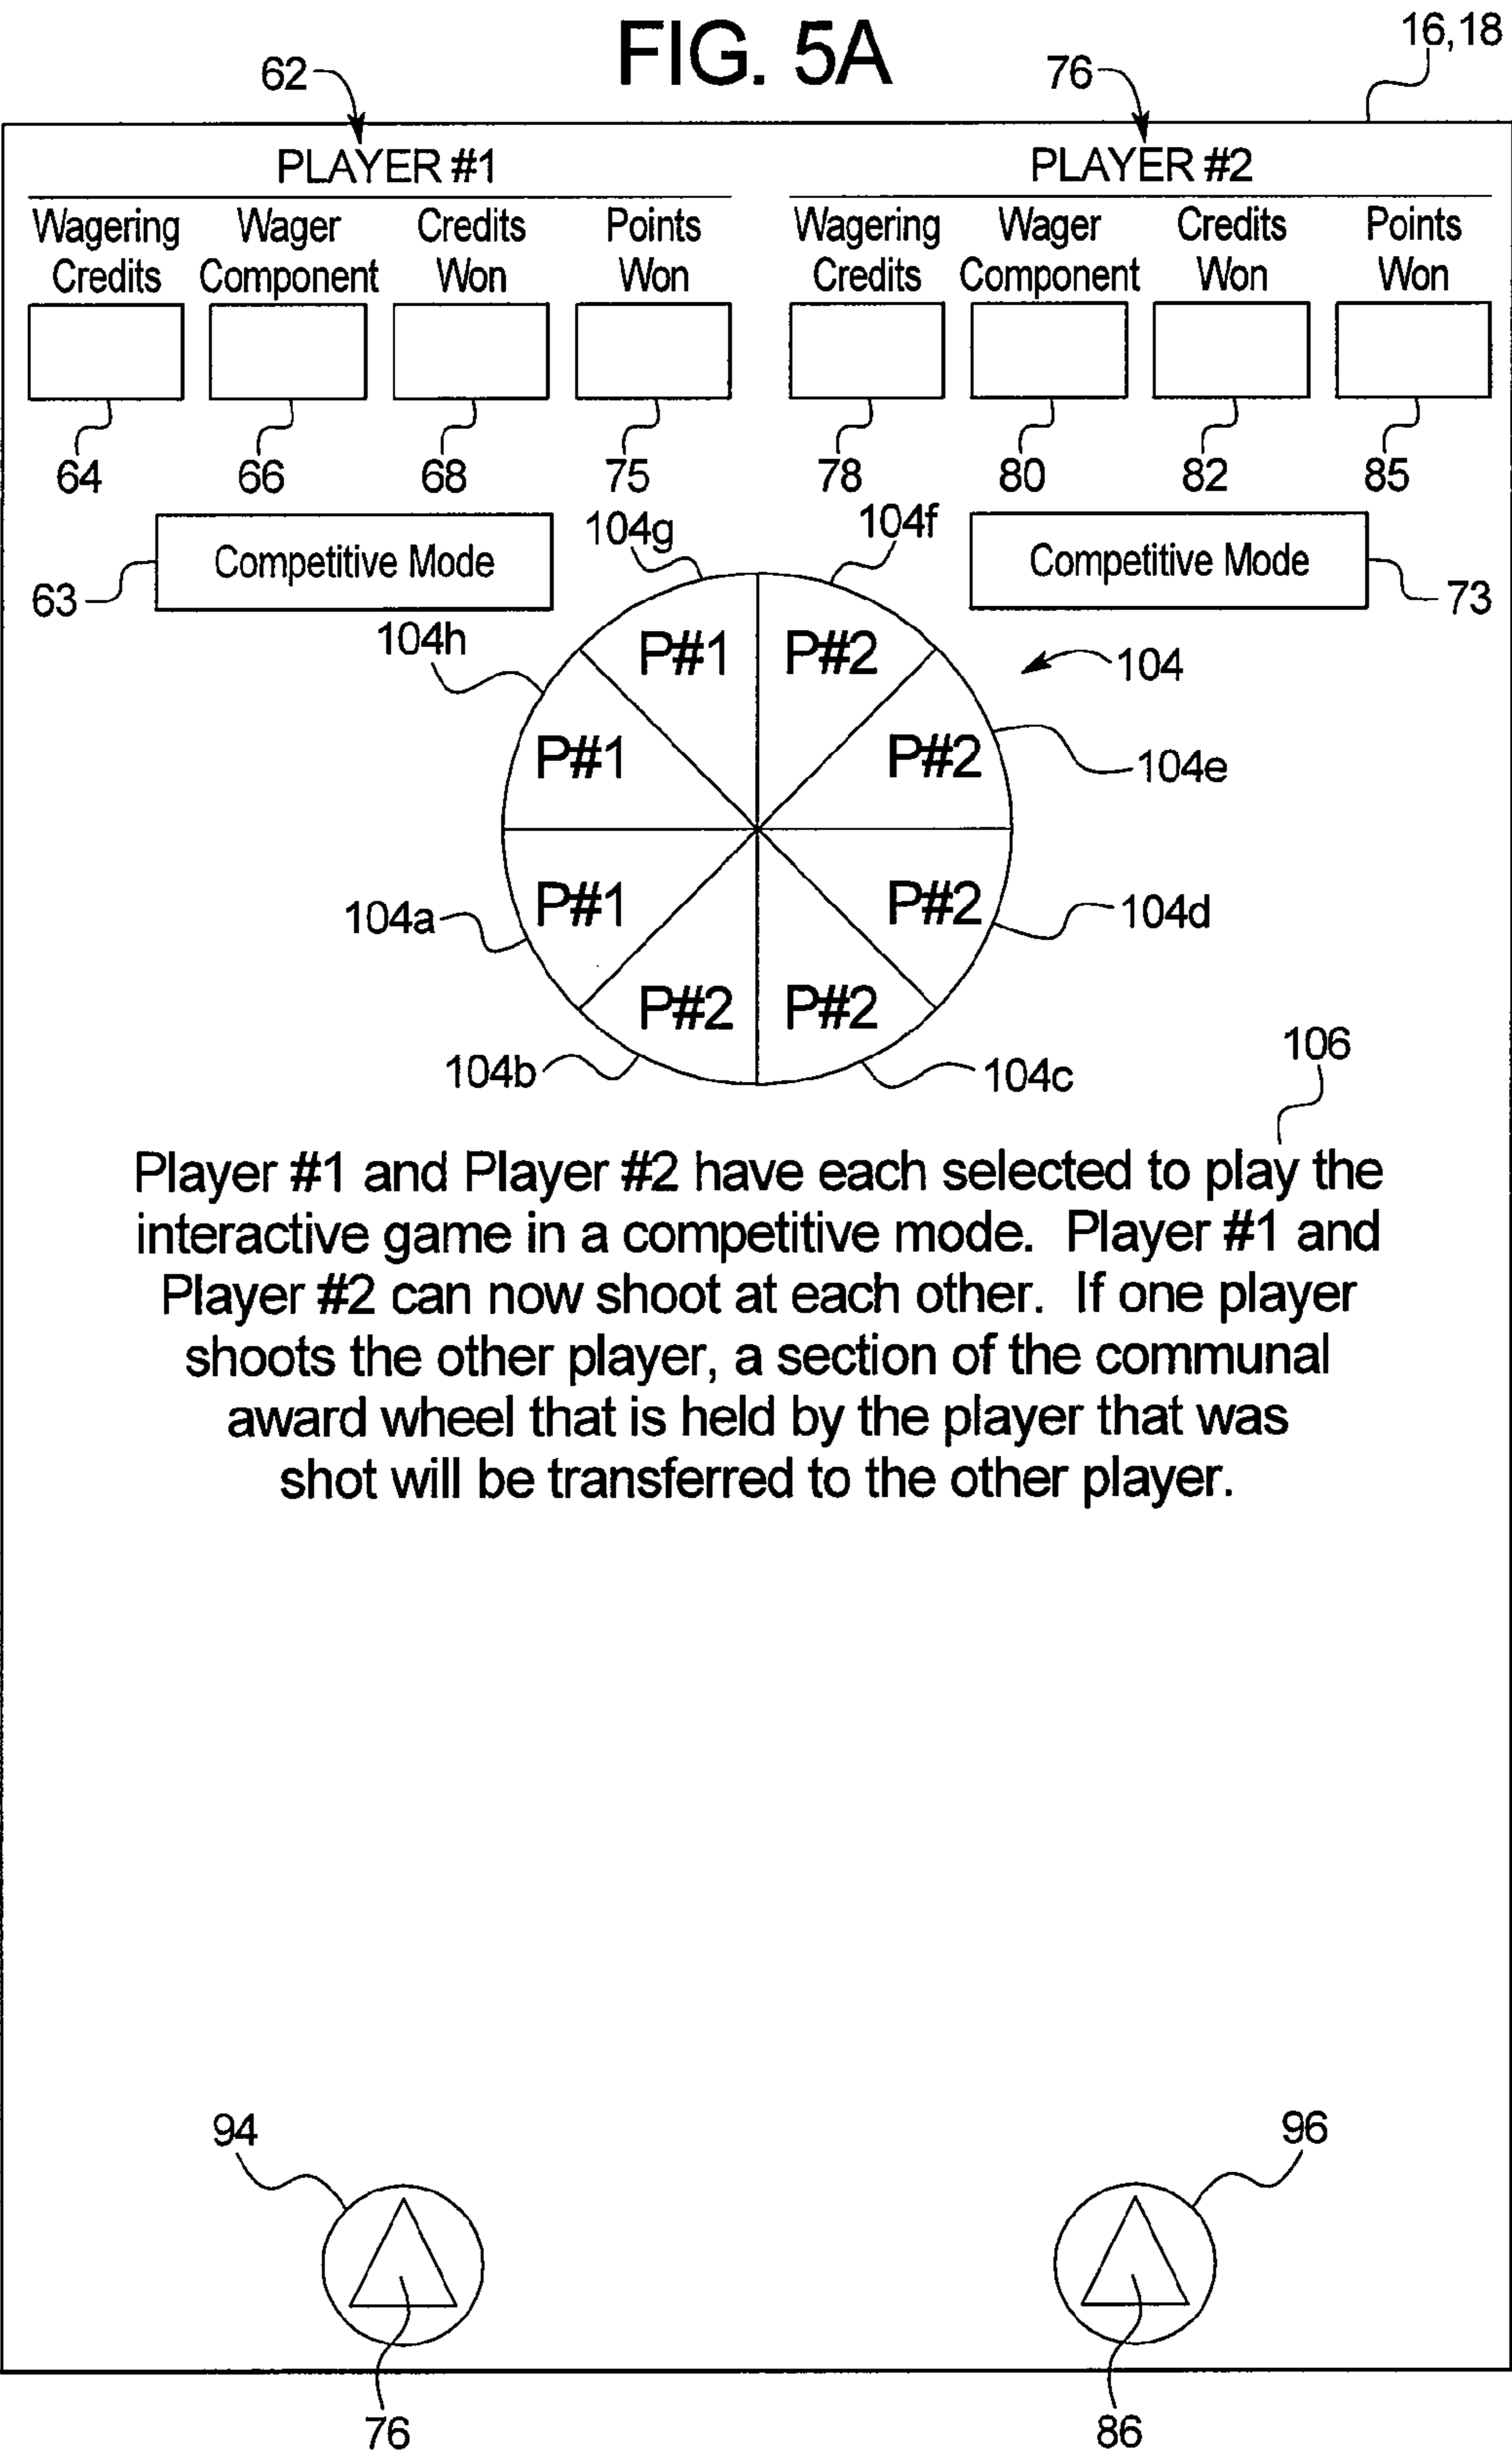 FIG. 5A
16,18
62
76
PLAYER #1
PLAYER #2
Wagering Credits
Wager Component
Credits Won
Points Won
Wagering Credits
Wager Component
Credits Won
Points Won
64
66
68
75
78
80
82
85
Competitive Mode
Competitive Mode
63
73
104g
104f
104h
104
P#1
P#2
P#1
P#2
104e
P#1
P#2
104a
104d
P#2
P#2
104b
104c
106
Player #1 and Player #2 have each selected to play the
interactive game in a competitive mode. Player #1 and
Player #2 can now shoot at each other. If one player
shoots the other player, a section of the communal
award wheel that is held by the player that was
shot will be transferred to the other player.
94
96
76
86